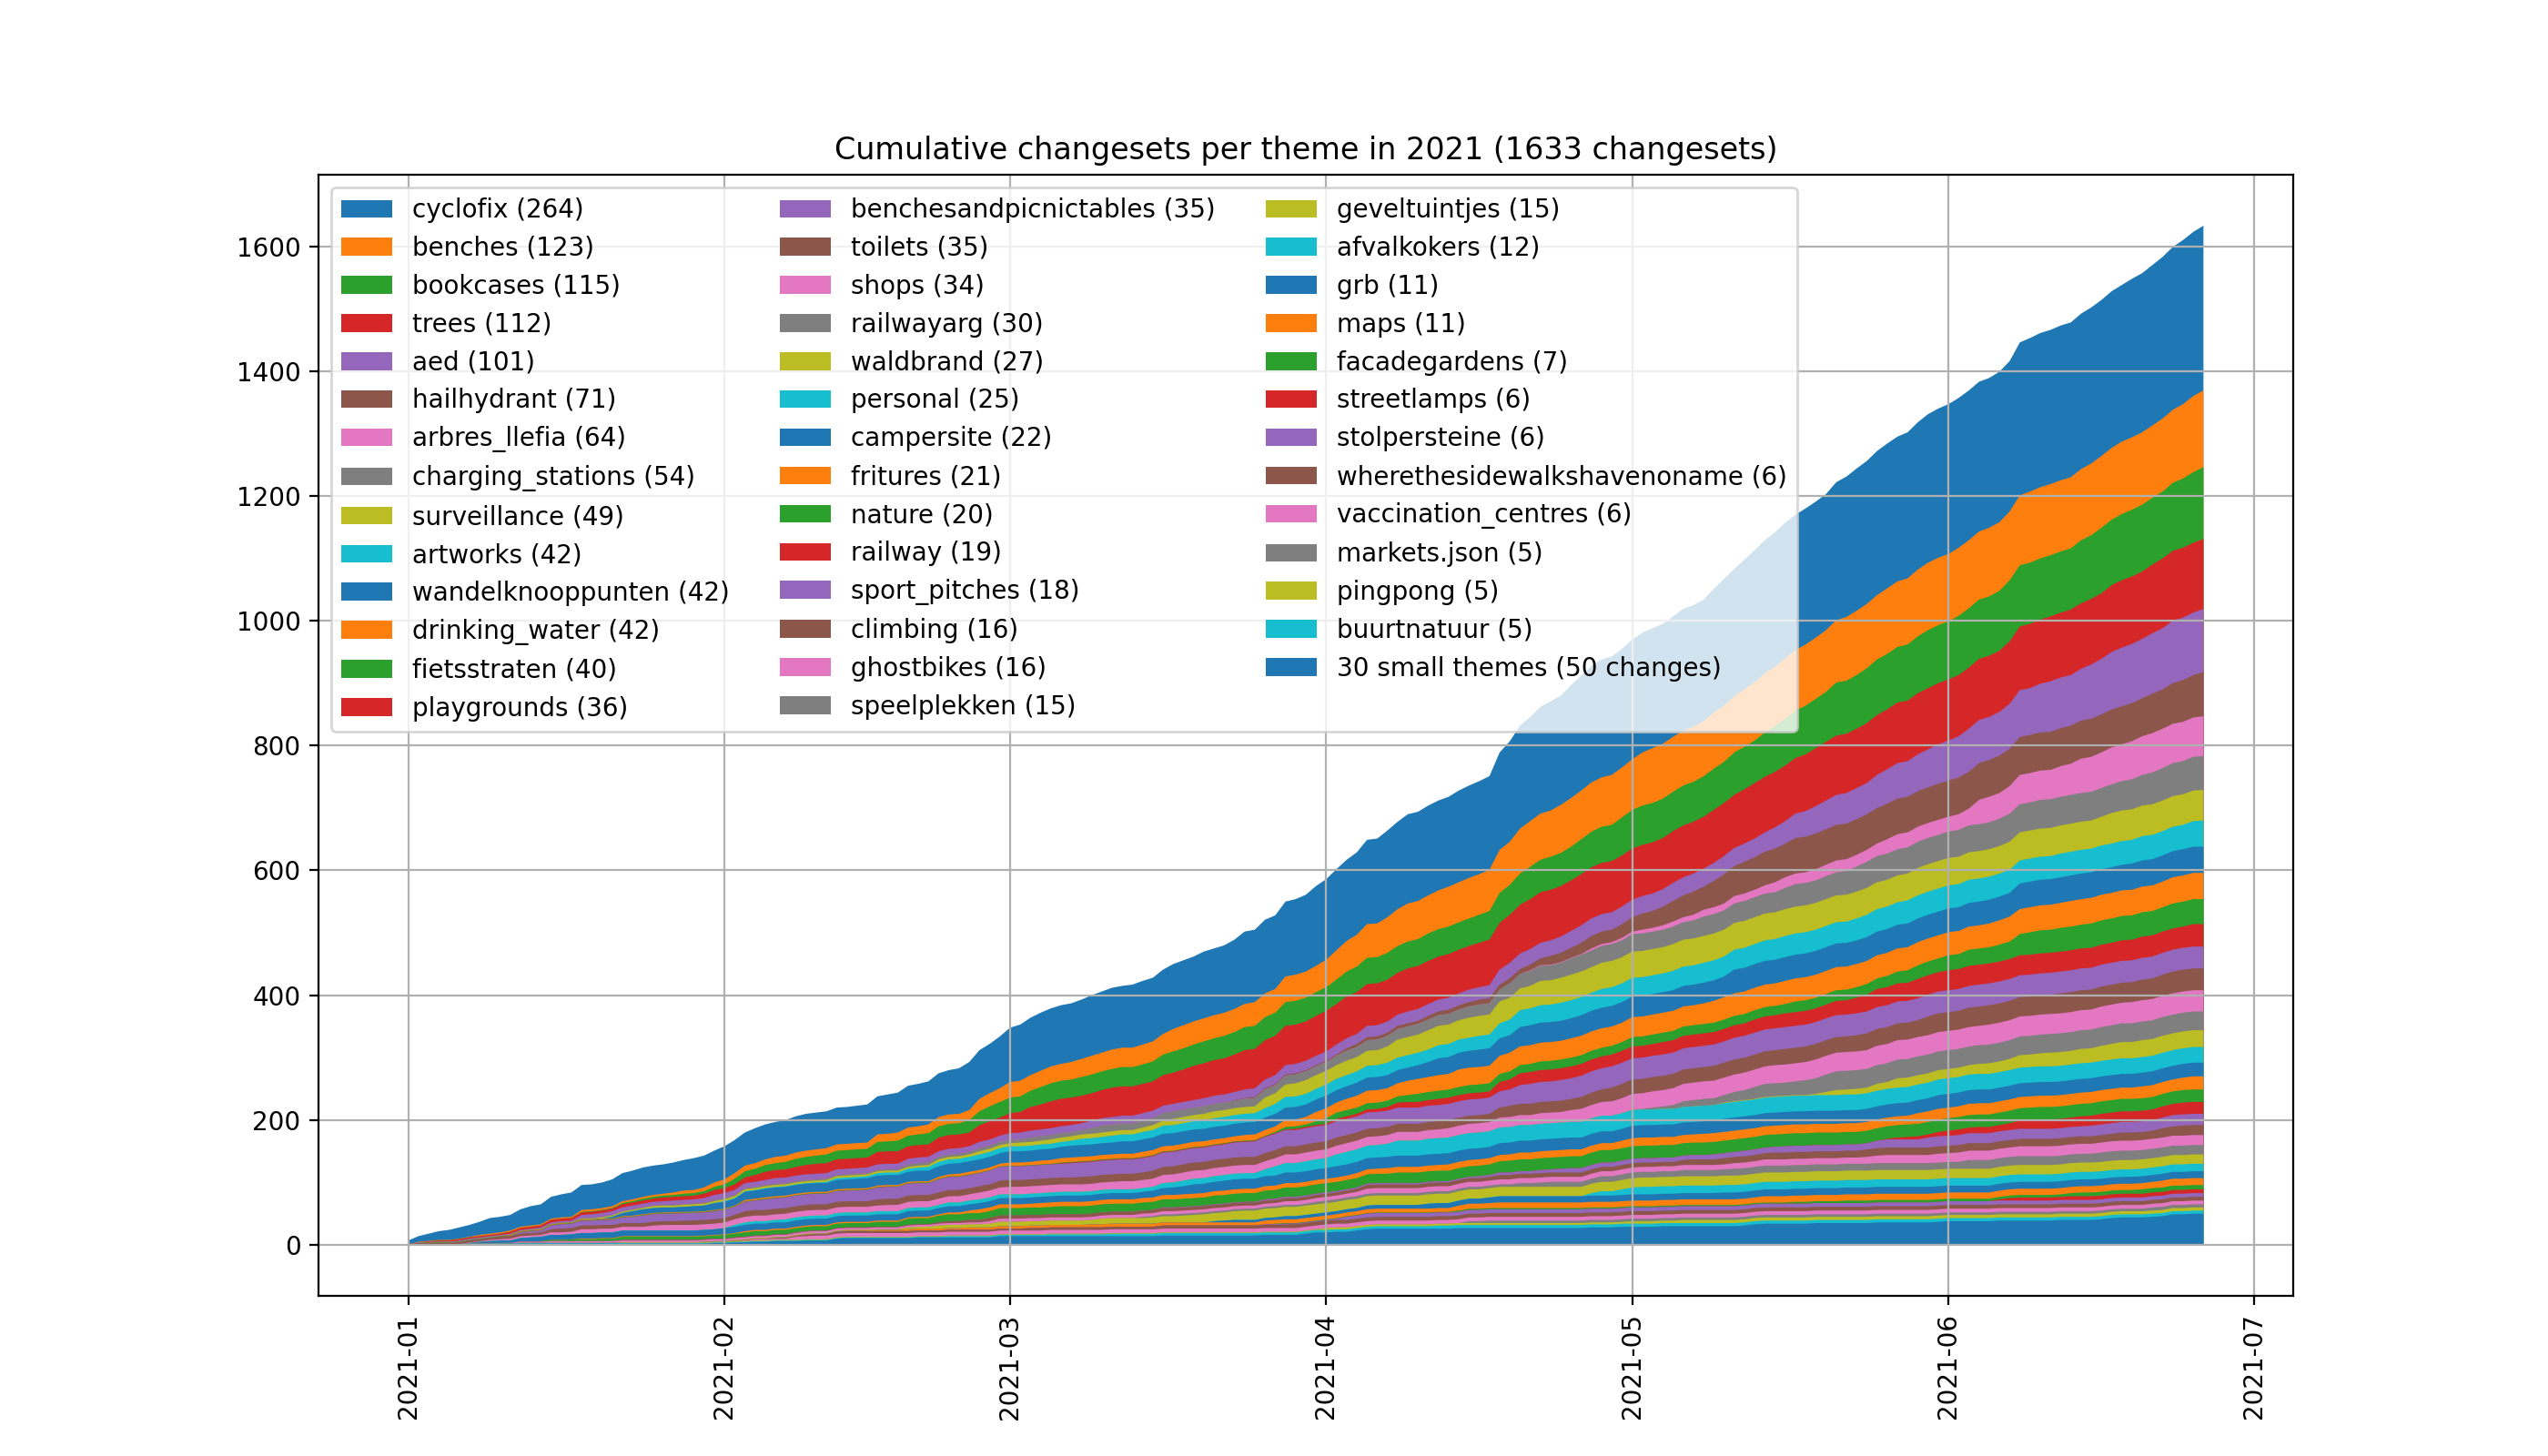 Cumulative changesets per theme in 2021 (1633 changesets)
cyclofix (264)
benches (123)
bookcases (115)
trees (112)
aed (101)
hailhydrant (71)
arbres_llefia (64)
charging_stations (54)
surveillance (49)
artworks (42)
wandelknooppunten (42)
drinking_water (42)
fietsstraten (40)
playgrounds (36)
benchesandpicnictables (35)
toilets (35)
shops (34)
railwayarg (30)
waldbrand (27)
personal (25)
campersite (22)
fritures (21)
nature (20)
railway (19)
sport_pitches (18)
climbing (16)
ghostbikes (16)
speelplekken (15)
geveltuintjes (15)
afvalkokers (12)
grb (11)
maps (11)
facadegardens (7)
streetlamps (6)
stolpersteine (6)
wherethesidewalkshavenoname (6)
vaccination_centres (6)
markets.json (5)
pingpong (5)
buurtnatuur (5)
30 small themes (50 changes)
1600
1400
1200
1000
800
600
400
200
0
2021-01
2021-02
2021-03
2021-04
2021-05
2021-06
2021-07